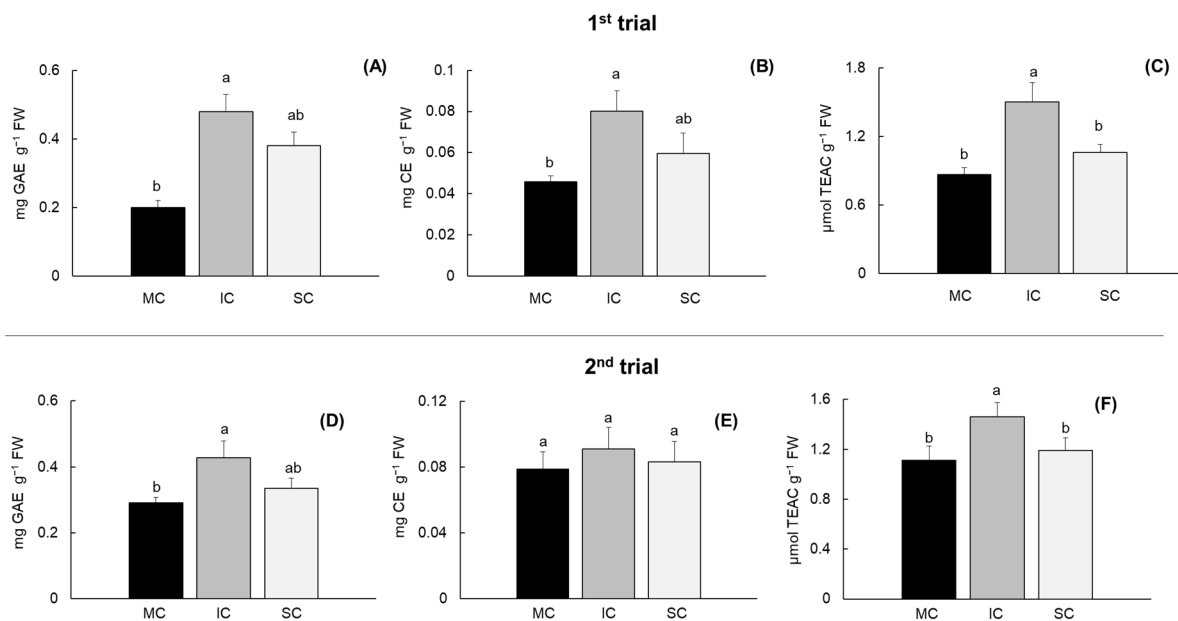 1st trial
(A)
mg GAE g⁻¹ FW
0.6
0.4
0.2
0
b
a
ab
MC IC SC
(B)
mg CE g⁻¹ FW
0.1
0.08
0.06
0.04
0.02
0
b
a
ab
MC IC SC
(C)
µmol TEAC g⁻¹ FW
1.8
1.2
0.6
0
b
a
b
MC IC SC
2nd trial
(D)
mg GAE g⁻¹ FW
0.6
0.4
0.2
0
b
a
ab
MC IC SC
(E)
mg CE g⁻¹ FW
0.12
0.08
0.04
0
a
a
a
MC IC SC
(F)
µmol TEAC g⁻¹ FW
1.6
1.2
0.8
0.4
0
b
a
b
MC IC SC